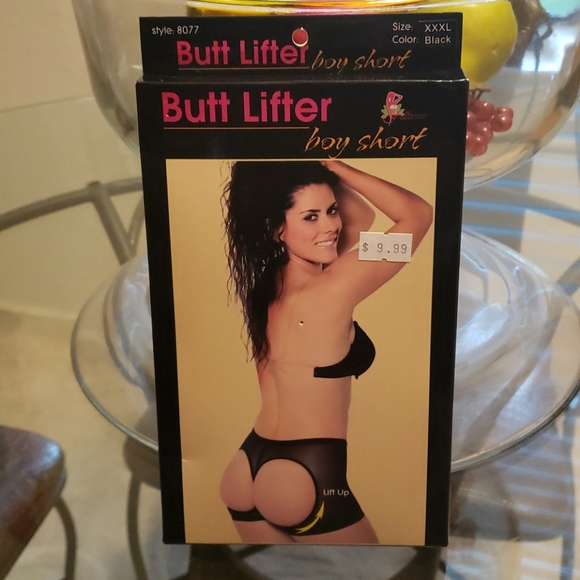 style: 8077
Size: XXXL
Color: Black
Butt Lifter
boy short
Butt Lifter
boy short
$ 9.99
Lift Up